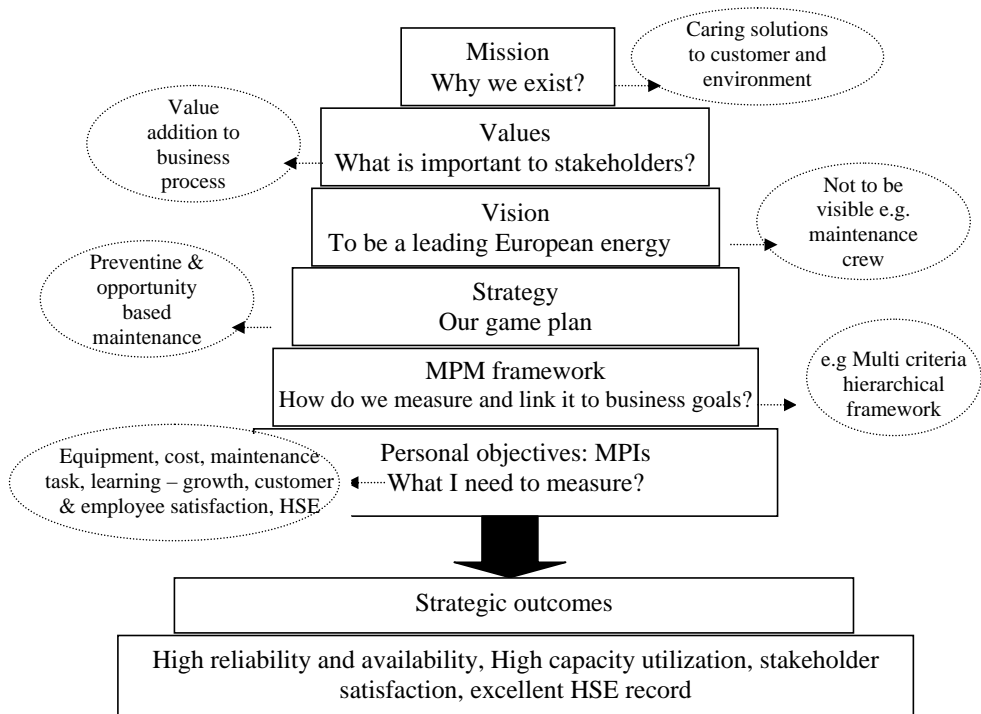 Mission
Why we exist?
Caring solutions
to customer and
environment
Value
addition to
business
process
Values
What is important to stakeholders?
Vision
To be a leading European energy
Not to be
visible e.g.
maintenance
crew
Preventine &
opportunity
based
maintenance
Strategy
Our game plan
MPM framework
How do we measure and link it to business goals?
e.g Multi criteria
hierarchical
framework
Equipment, cost, maintenance
task, learning – growth, customer
& employee satisfaction, HSE
Personal objectives: MPIs
What I need to measure?
Strategic outcomes
High reliability and availability, High capacity utilization, stakeholder
satisfaction, excellent HSE record